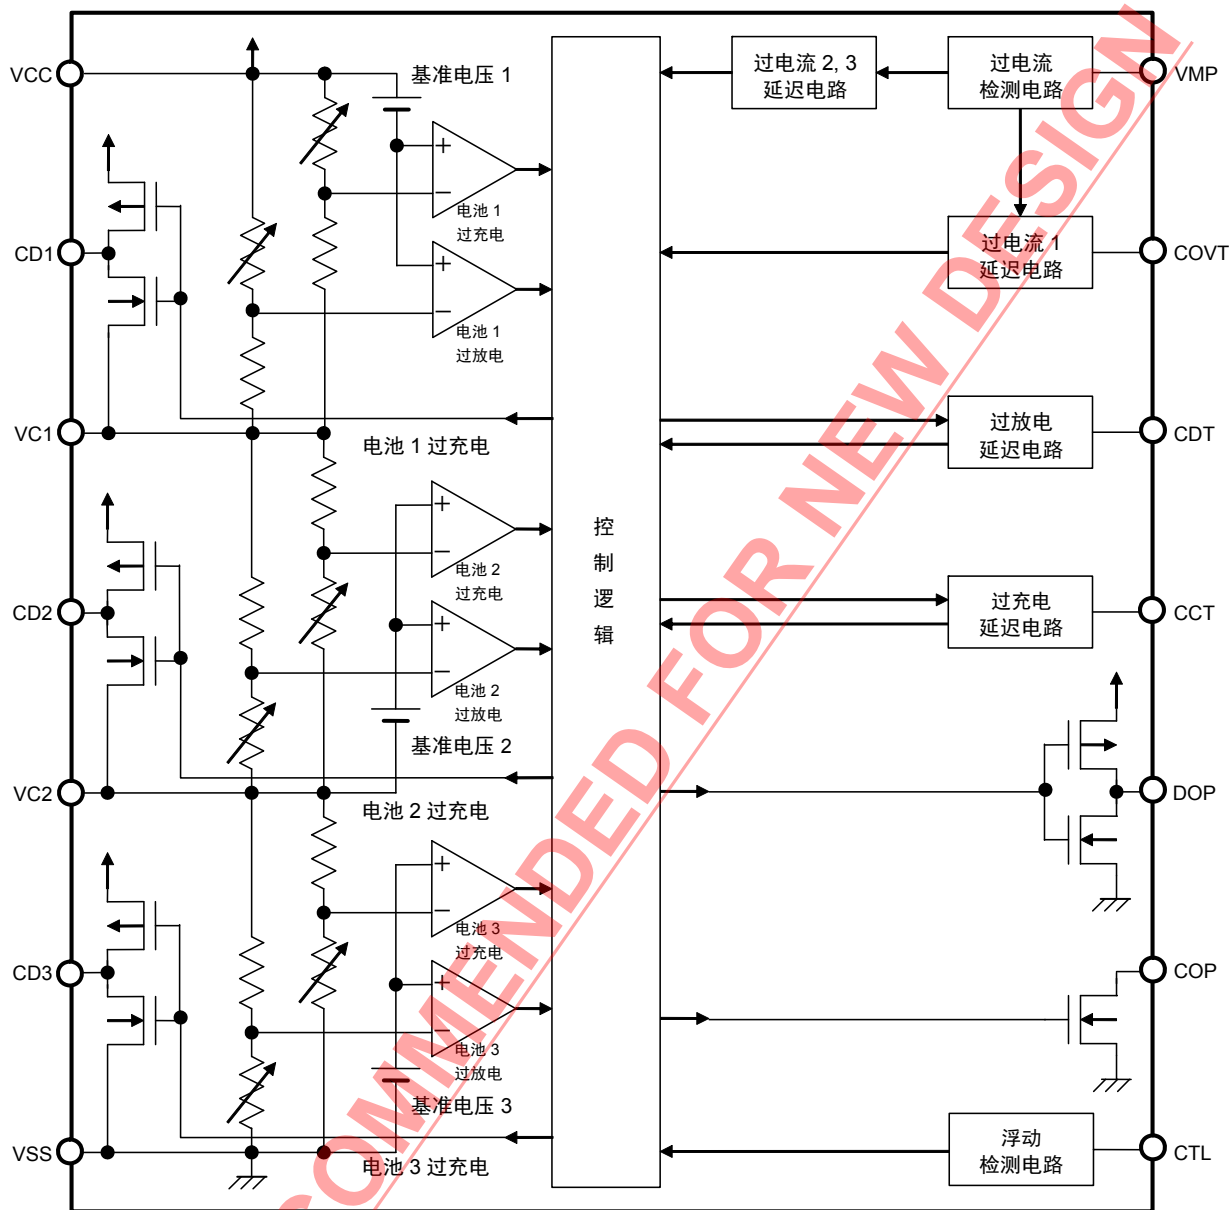 VCC
基准电压 1
过电流 2, 3
延迟电路
过电流
检测电路
VMP
+
−
电池 1
过充电
CD1
+
−
电池 1
过放电
过电流 1
延迟电路
COVT
VC1
电池 1 过充电
过放电
延迟电路
CDT
+
−
电池 2
过充电
控
制
逻
辑
CD2
+
−
电池 2
过放电
过充电
延迟电路
CCT
基准电压 2
VC2
电池 2 过充电
DOP
+
−
电池 3
过充电
CD3
+
−
电池 3
过放电
COP
基准电压 3
VSS
电池 3 过充电
浮动
检测电路
CTL
COMMENDED FOR NEW DESIGN